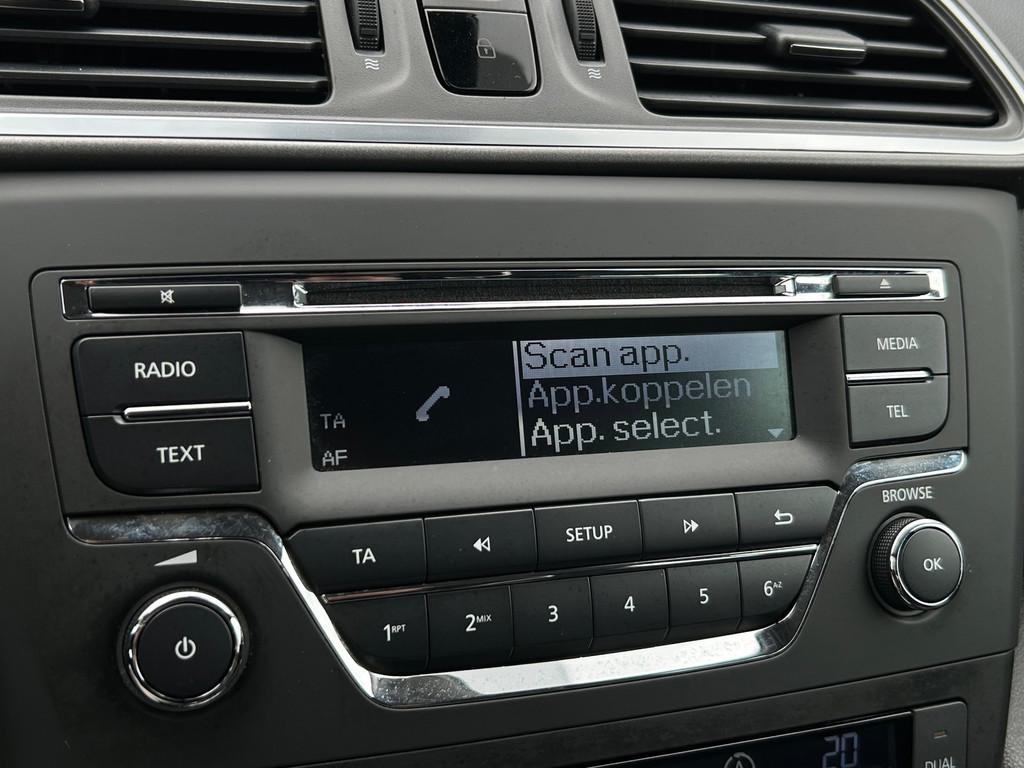 RADIO
TEXT
TA
AF
Scan app.
App.koppelen
App. select.
MEDIA
TEL
BROWSE
OK
TA
SETUP
1RPT
2MIX
3
4
5
6A-Z
20
DUAL